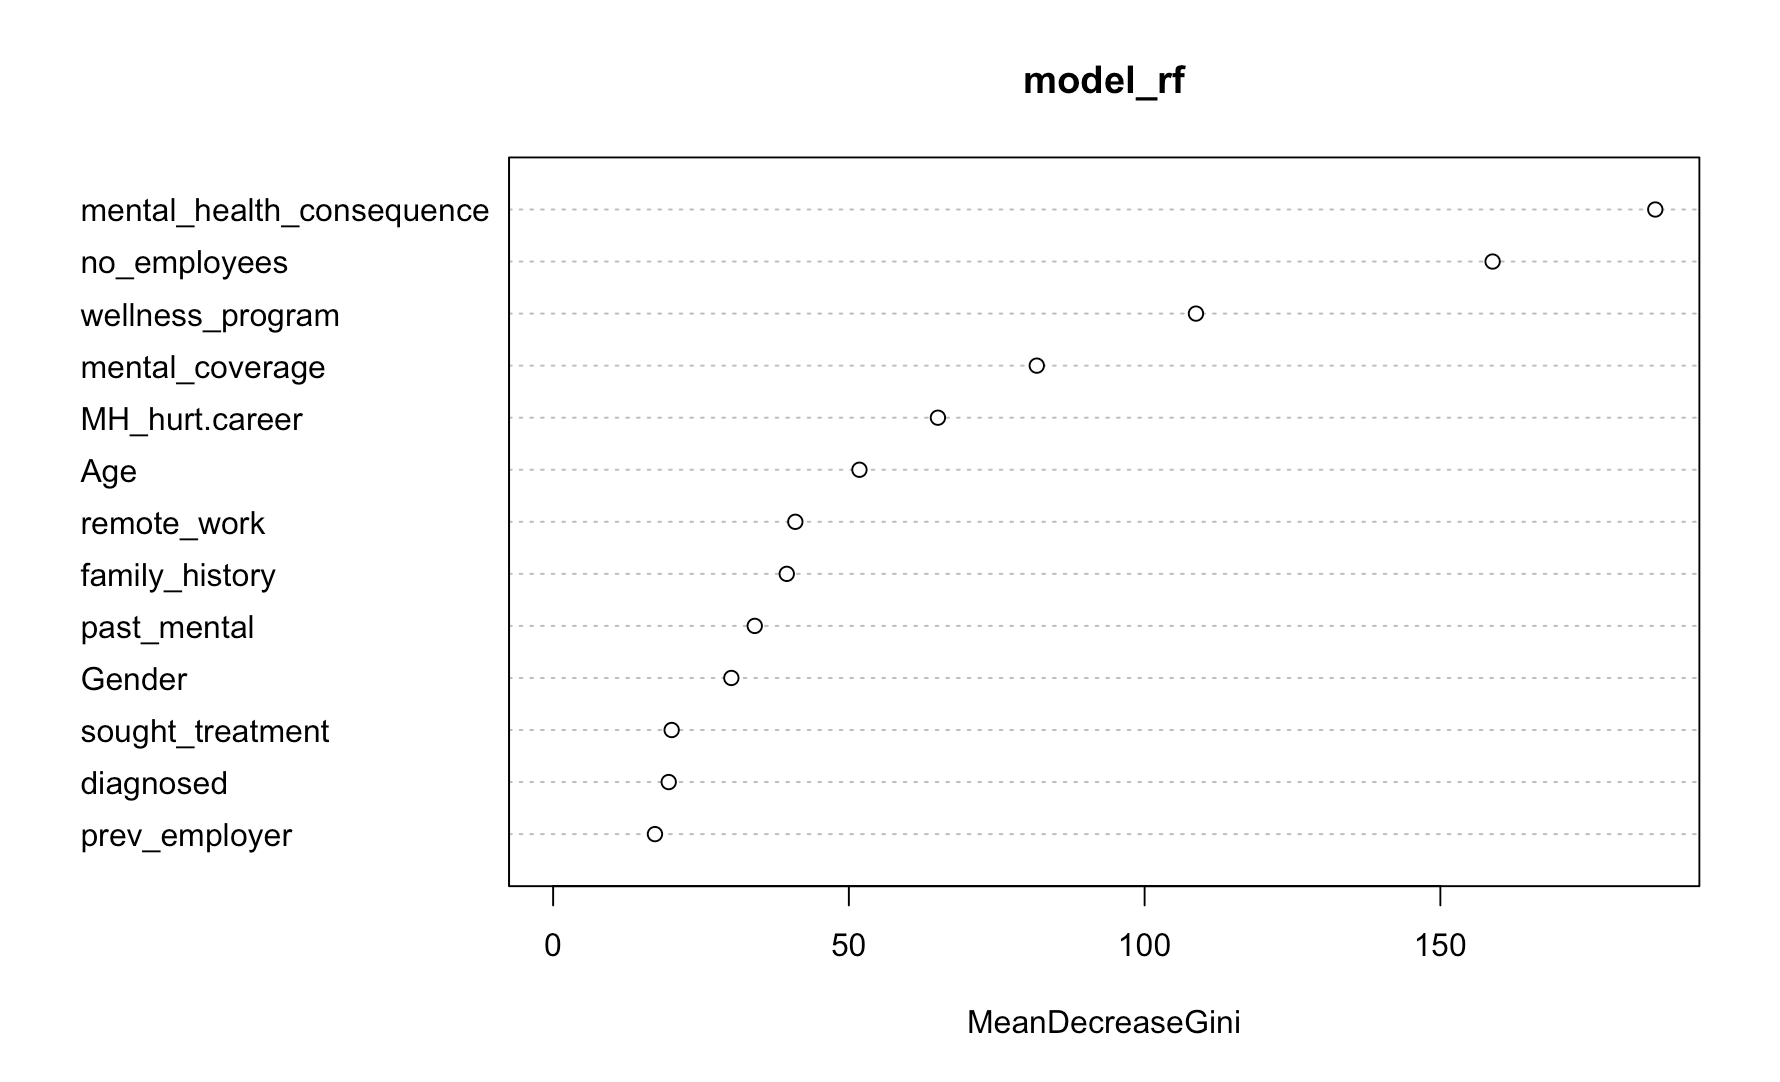 model_rf
mental_health_consequence
no_employees
wellness_program
mental_coverage
MH_hurt.career
Age
remote_work
family_history
past_mental
Gender
sought_treatment
diagnosed
prev_employer
0 50 100 150
MeanDecreaseGini